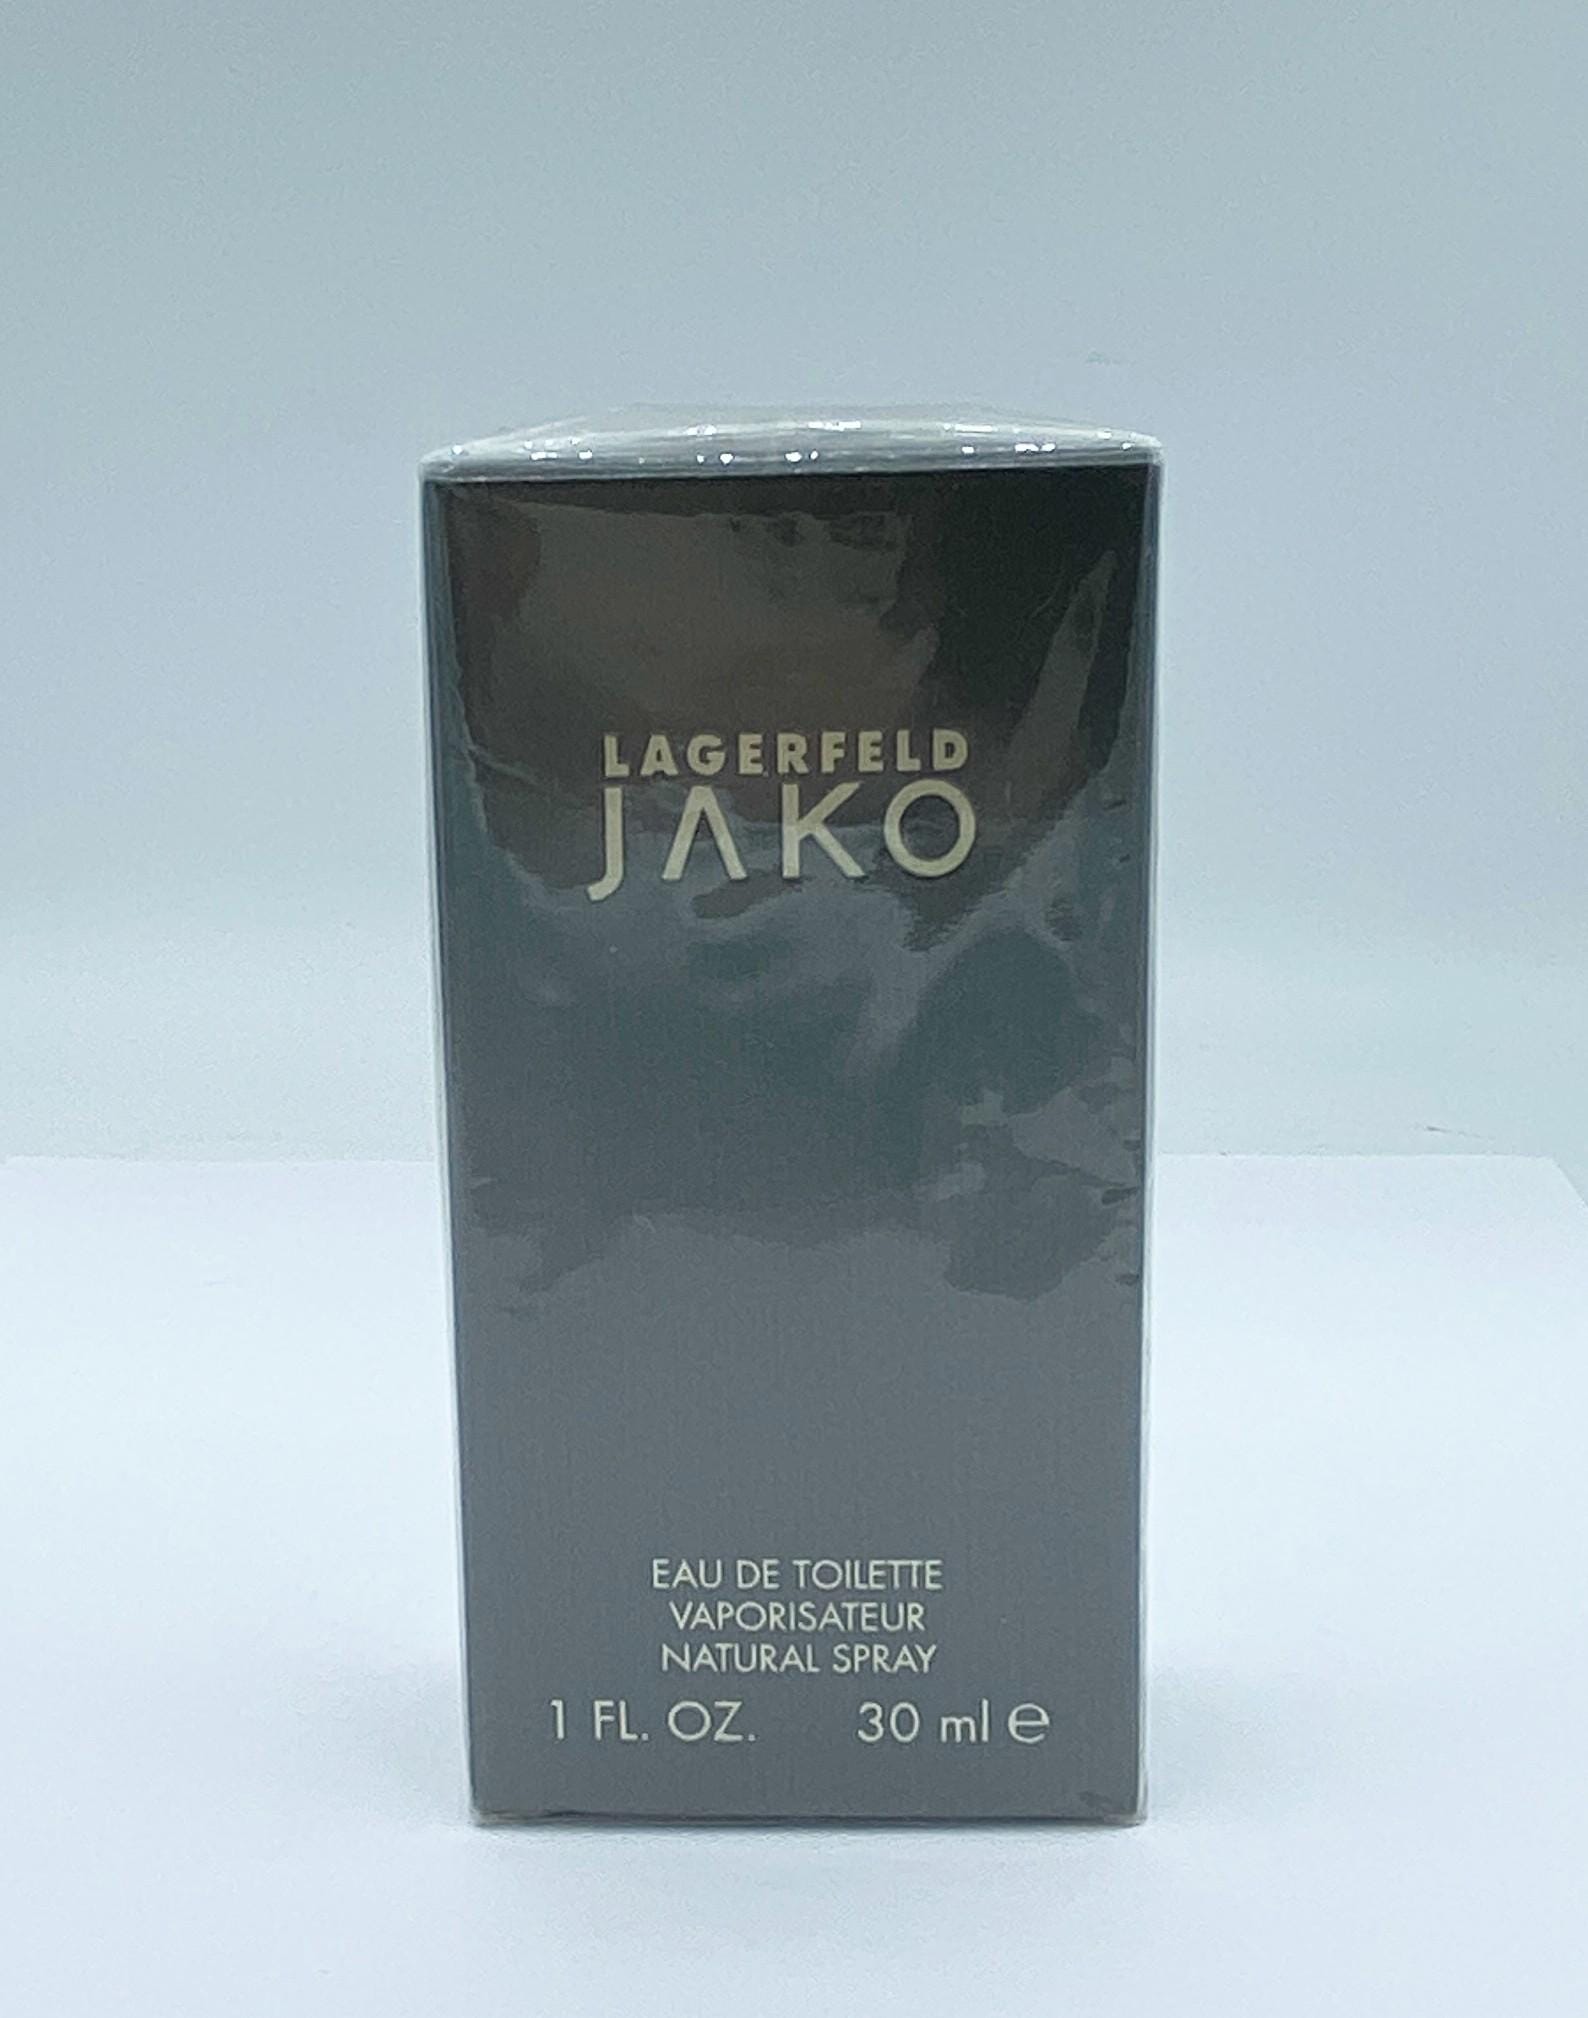 LAGERFELD
JAKO
EAU DE TOILETTE
VAPORISATEUR
NATURAL SPRAY
1 FL. OZ. 30 ml e